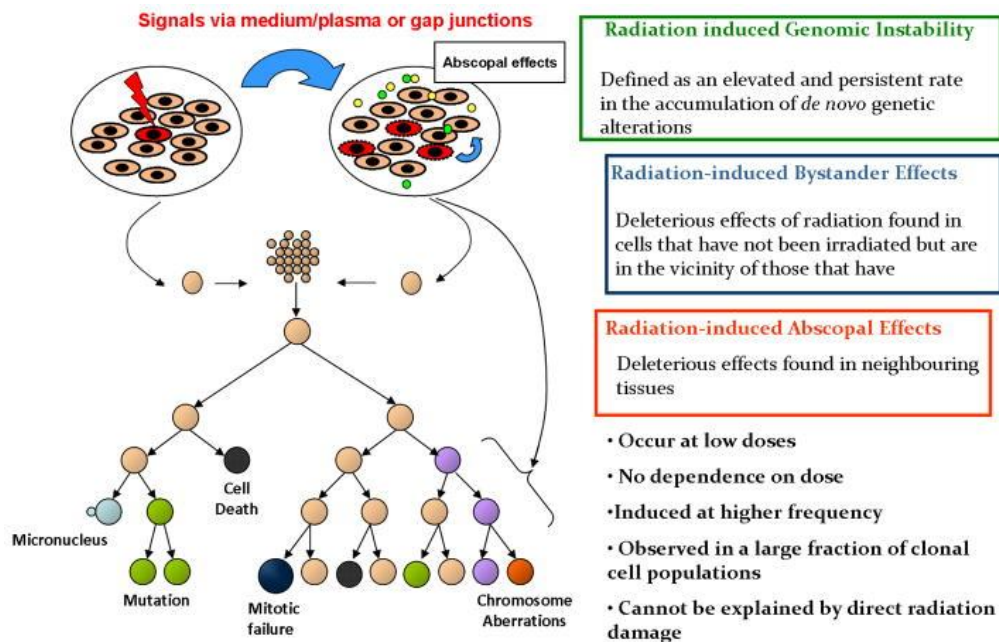 Signals via medium/plasma or gap junctions
Abscopal effects
Cell
Death
Micronucleus
Mutation
Mitotic
failure
Chromosome
Aberrations
Radiation induced Genomic Instability
Defined as an elevated and persistent rate
in the accumulation of de novo genetic
alterations
Radiation-induced Bystander Effects
Deleterious effects of radiation found in
cells that have not been irradiated but are
in the vicinity of those that have
Radiation-induced Abscopal Effects
Deleterious effects found in neighbouring
tissues
• Occur at low doses
• No dependence on dose
•Induced at higher frequency
• Observed in a large fraction of clonal
cell populations
• Cannot be explained by direct radiation
damage